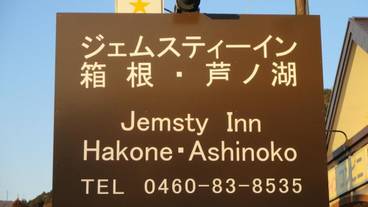 ジェムスティーイン
箱根・芦ノ湖
Jemsty Inn
Hakone・Ashinoko
TEL 0460-83-8535